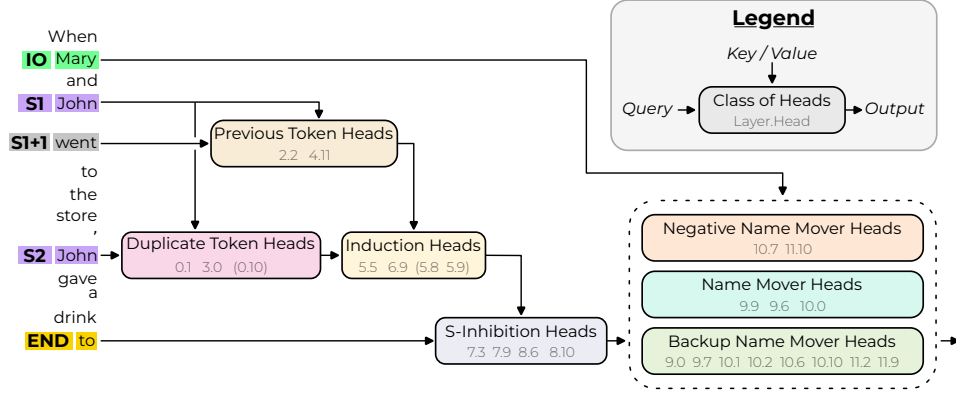 When
IO Mary
and
S1 John
S1+1 went
to
the
store
,
S2 John
gave
a
drink
END to
Previous Token Heads
2.2 4.11
Duplicate Token Heads
0.1 3.0 (0.10)
Induction Heads
5.5 6.9 (5.8 5.9)
S-Inhibition Heads
7.3 7.9 8.6 8.10
Legend
Key / Value
Query
Class of Heads
Layer.Head
Output
Negative Name Mover Heads
10.7 11.10
Name Mover Heads
9.9 9.6 10.0
Backup Name Mover Heads
9.0 9.7 10.1 10.2 10.6 10.10 11.2 11.9